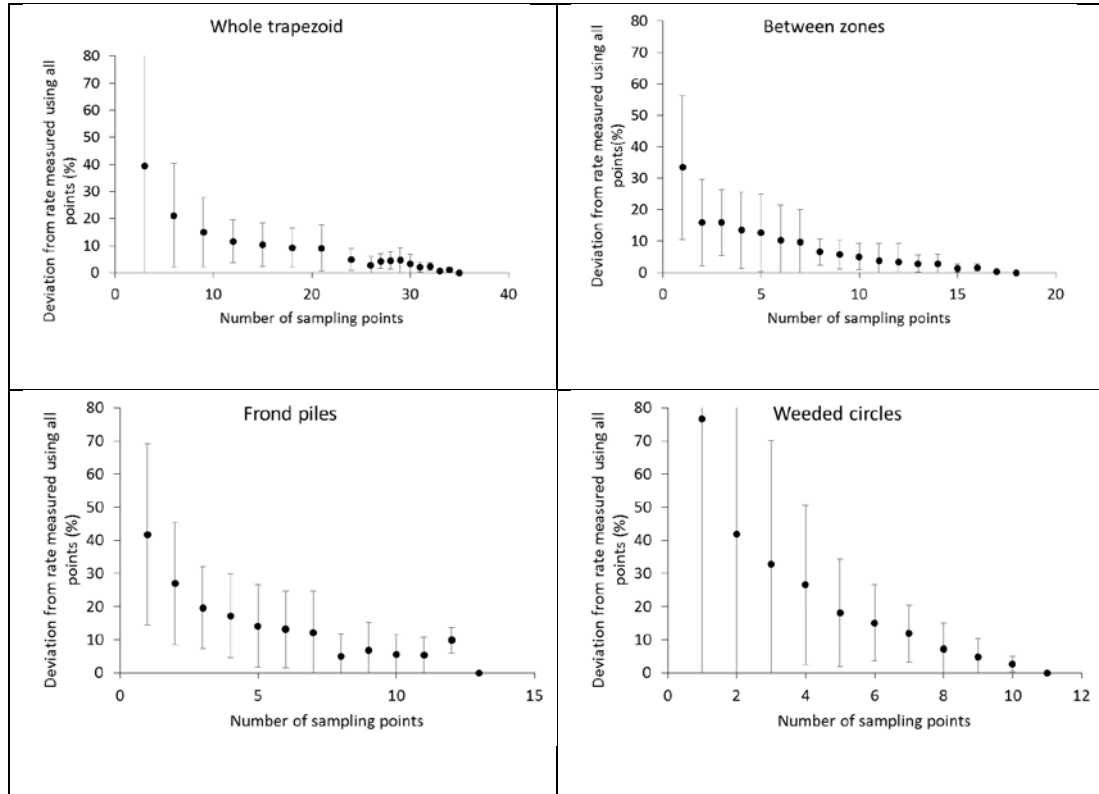 Whole trapezoid
Deviation from rate measured using all
points (%)
80
70
60
50
40
30
20
10
0
0 10 20 30 40
Number of sampling points
Between zones
Deviation from rate measured using all
points(%)
80
70
60
50
40
30
20
10
0
0 5 10 15 20
Number of sampling points
Frond piles
Deviation from rate measured using all
points (%)
80
70
60
50
40
30
20
10
0
0 5 10 15
Number of sampling points
Weeded circles
Deviation from rate measured using all
points (%)
80
70
60
50
40
30
20
10
0
0 2 4 6 8 10 12
Number of sampling points